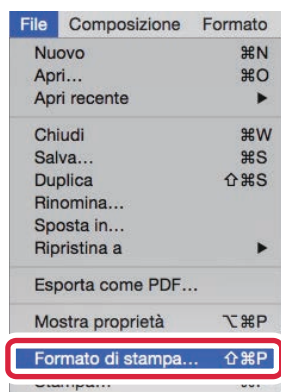 File Composizione Formato
Nuovo ⌘N
Apri... ⌘O
Apri recente ▶
Chiudi ⌘W
Salva... ⌘S
Duplica ⇧⌘S
Rinomina...
Sposta in...
Ripristina a ▶
Esporta come PDF...
Mostra proprietà ⌥⌘P
Formato di stampa... ⇧⌘P